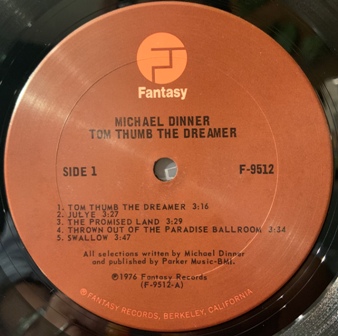 Fantasy
MICHAEL DINNER
TOM THUMB THE DREAMER
SIDE 1 F-9512
1. TOM THUMB THE DREAMER 3:16
2. JULYE 3:27
3. THE PROMISED LAND 3:29
4. THROWN OUT OF THE PARADISE BALLROOM 3:34
5. SWALLOW 3:47
All selections written by Michael Dinner
and published by Parker Music-BMI.
℗1976 Fantasy Records
(F-9512-A)
℗FANTASY RECORDS, BERKELEY, CALIFORNIA